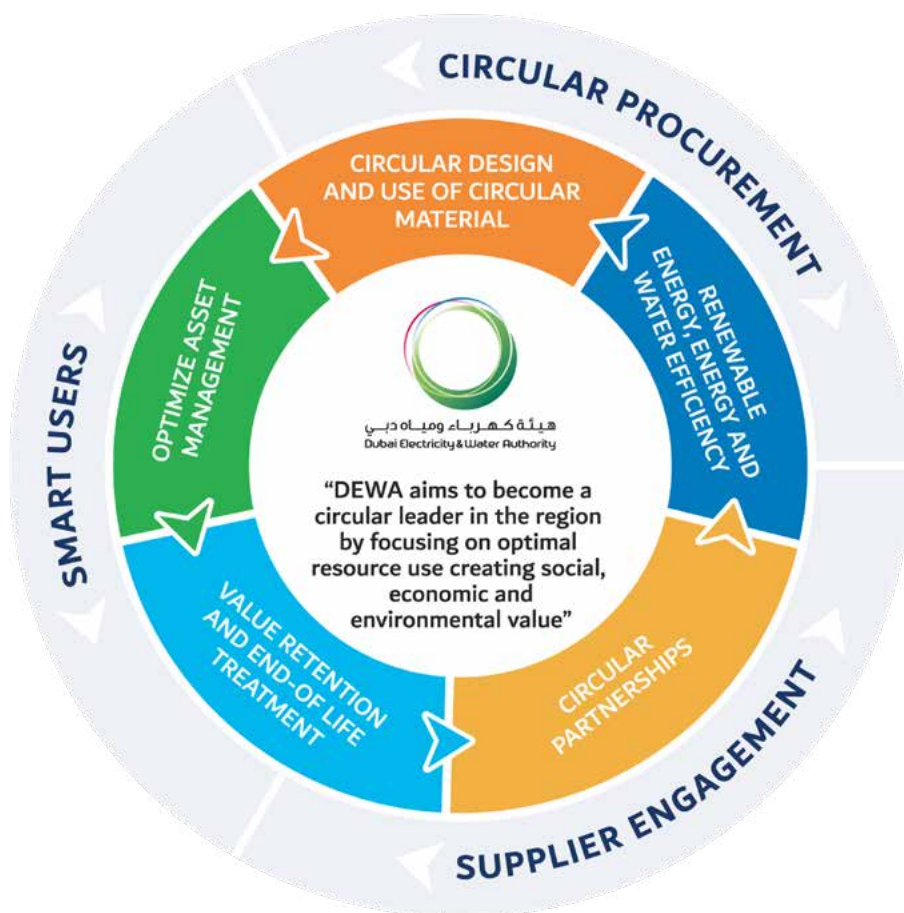 CIRCULAR PROCUREMENT
CIRCULAR DESIGN
AND USE OF CIRCULAR
MATERIAL
RENEWABLE
ENERGY, ENERGY AND
WATER EFFICIENCY
OPTIMIZE ASSET
MANAGEMENT
SMART USERS
هيئة كهرباء ومياه دبي
Dubai Electricity & Water Authority
“DEWA aims to become a
circular leader in the region
by focusing on optimal
resource use creating social,
economic and
environmental value”
VALUE RETENTION
AND END-OF LIFE
TREATMENT
CIRCULAR
PARTNERSHIPS
SUPPLIER ENGAGEMENT